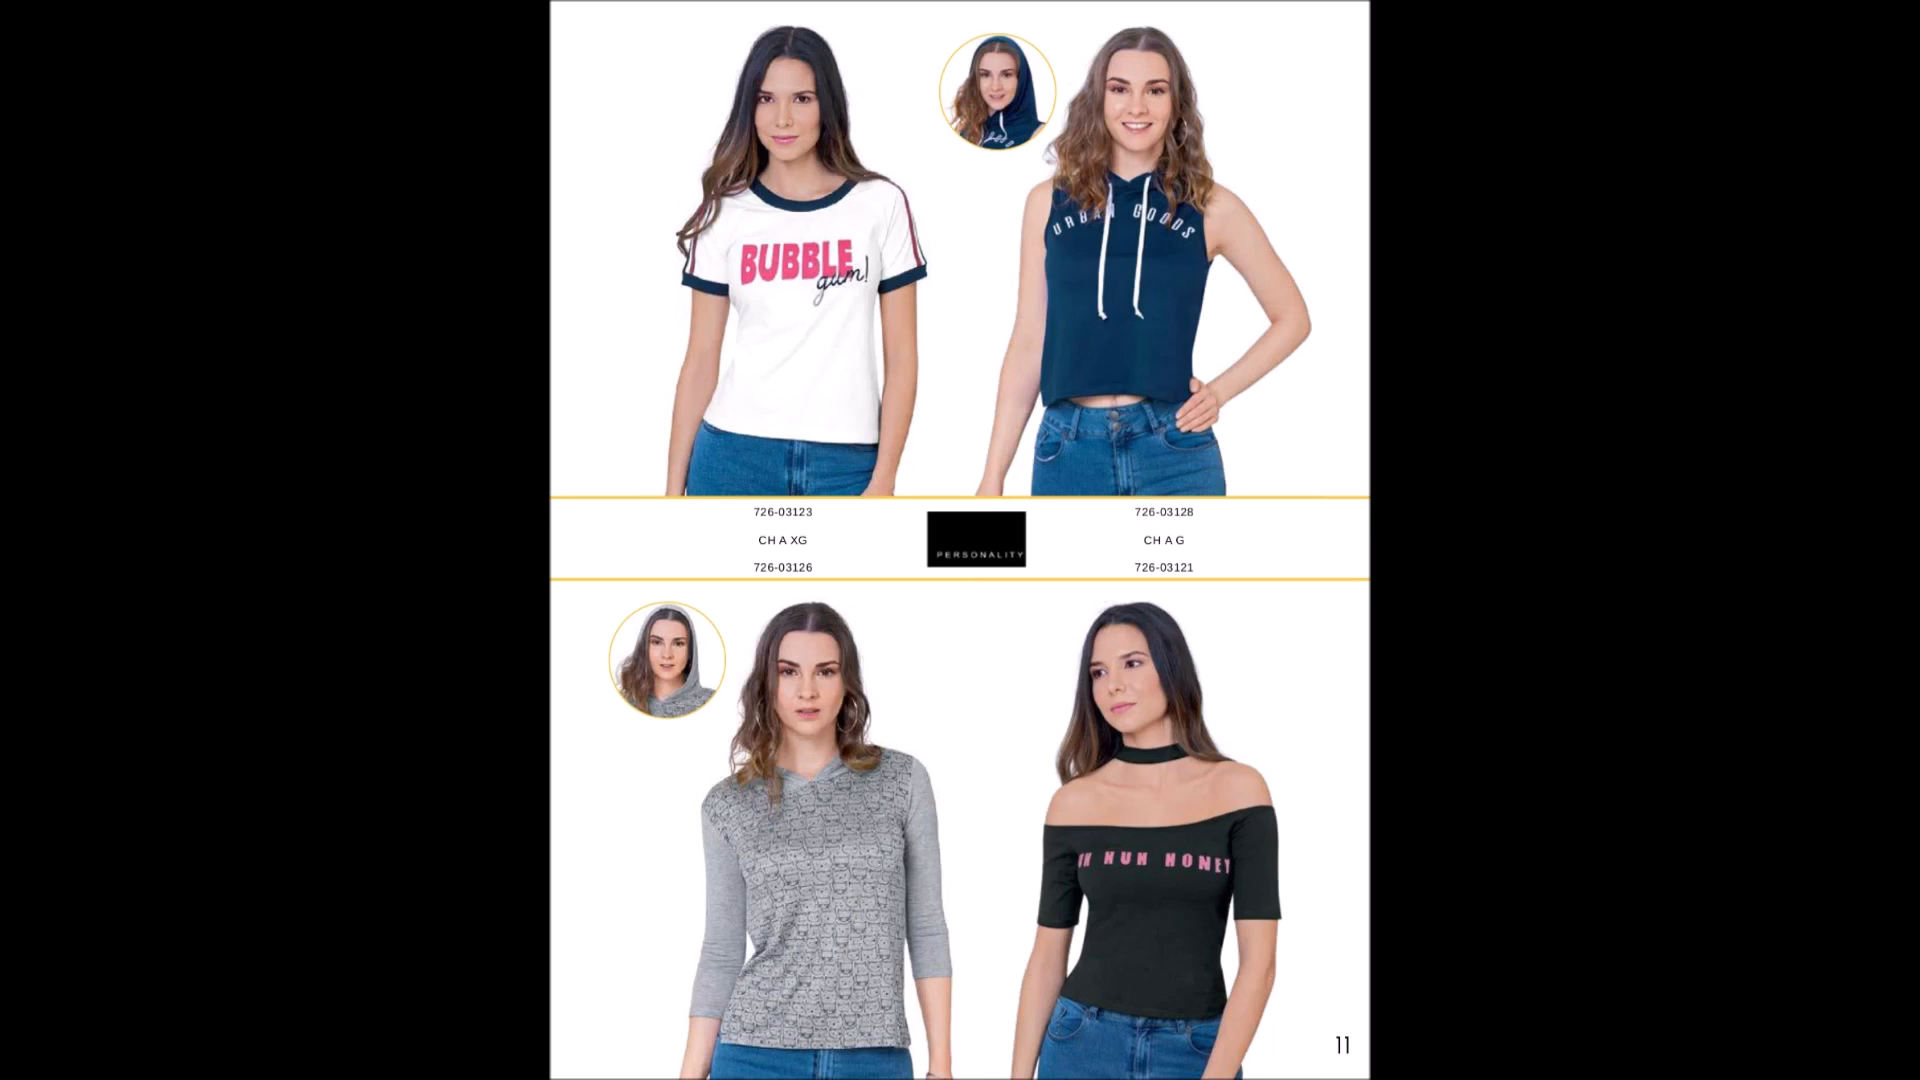 BUBBLE
gum!
URBAN GOODS
726-03123
CH A XG
726-03126
PERSONALITY
726-03128
CH A G
726-03121
HUH HONEY
11